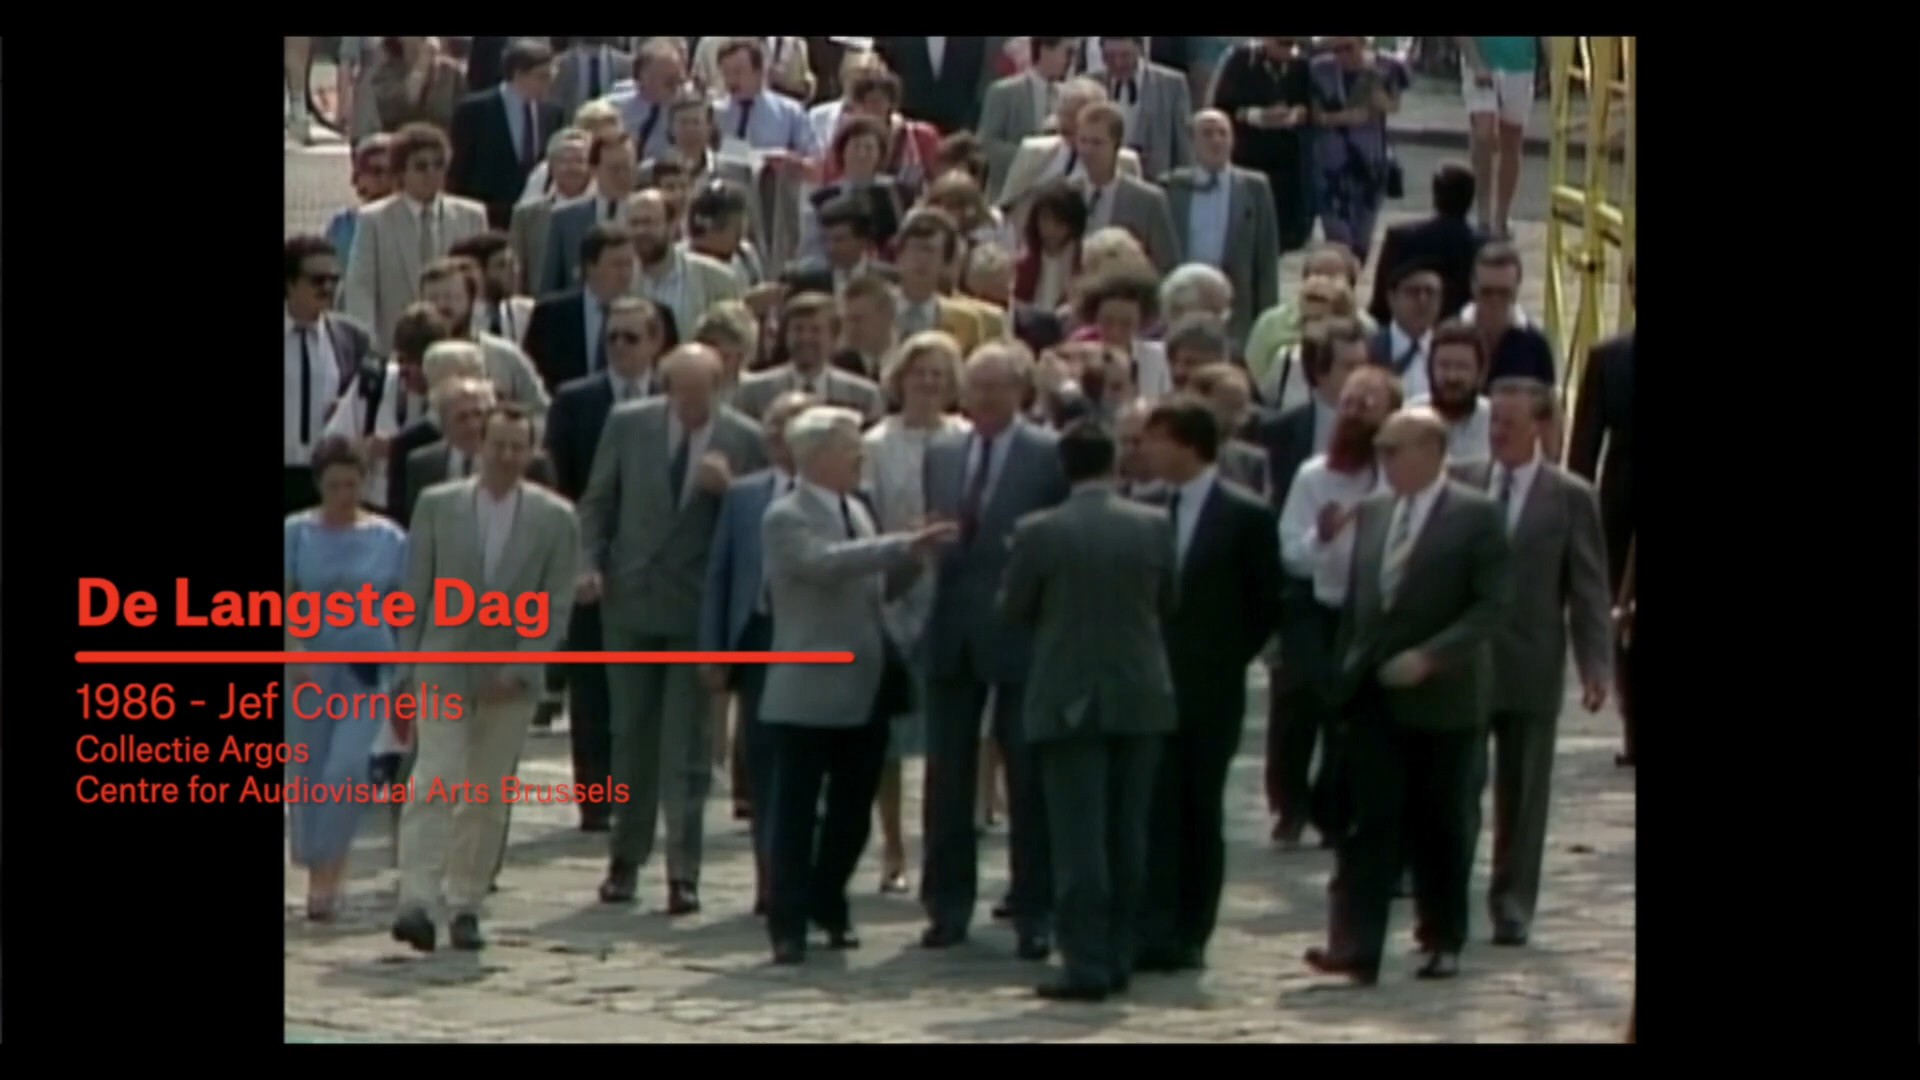 De Langste Dag
1986 - Jef Cornelis
Collectie Argos
Centre for Audiovisual Arts Brussels